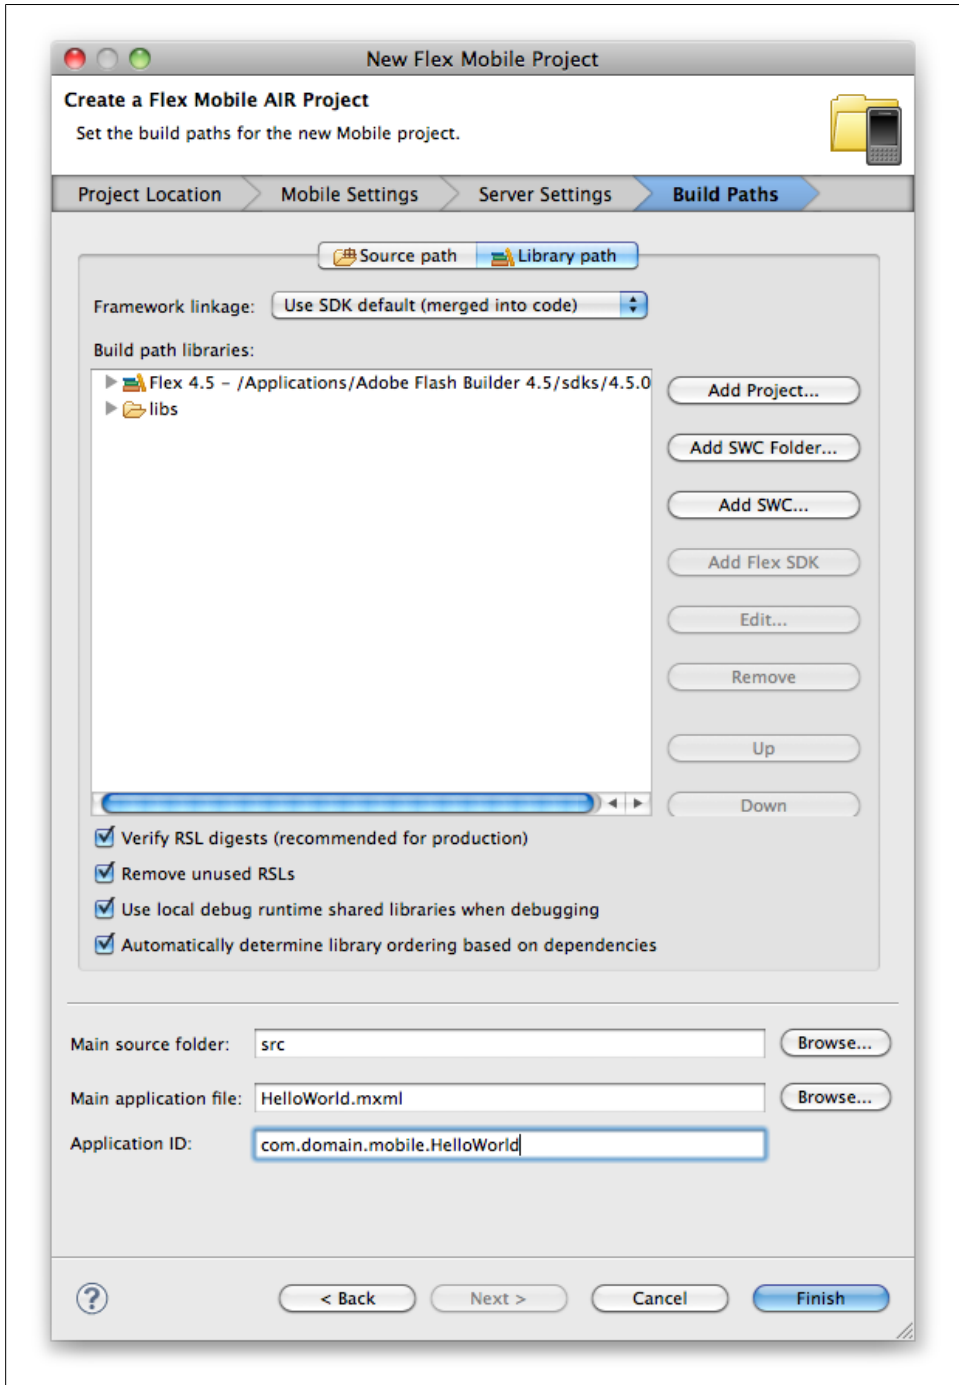 New Flex Mobile Project
Create a Flex Mobile AIR Project
Set the build paths for the new Mobile project.
Project Location Mobile Settings Server Settings Build Paths
Source path Library path
Framework linkage: Use SDK default (merged into code)
Build path libraries:
Flex 4.5 – /Applications/Adobe Flash Builder 4.5/sdks/4.5.0
libs
Add Project...
Add SWC Folder...
Add SWC...
Add Flex SDK
Edit...
Remove
Up
Down
Verify RSL digests (recommended for production)
Remove unused RSLs
Use local debug runtime shared libraries when debugging
Automatically determine library ordering based on dependencies
Main source folder: src Browse...
Main application file: HelloWorld.mxml Browse...
Application ID: com.domain.mobile.HelloWorld
? < Back Next > Cancel Finish